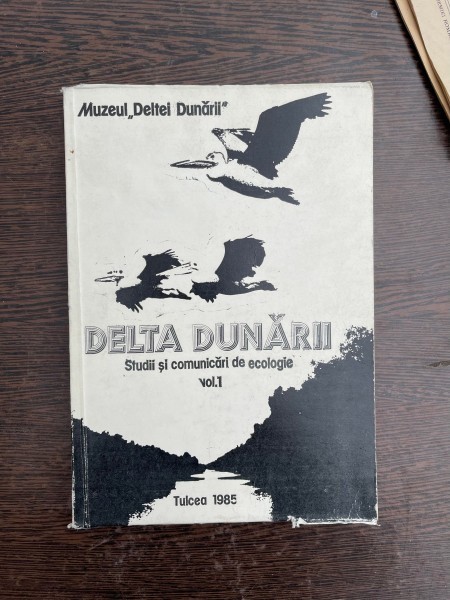 Muzeul „Deltei Dunării"
DELTA DUNĂRII
Studii și comunicări de ecologie
vol.1
Tulcea 1985